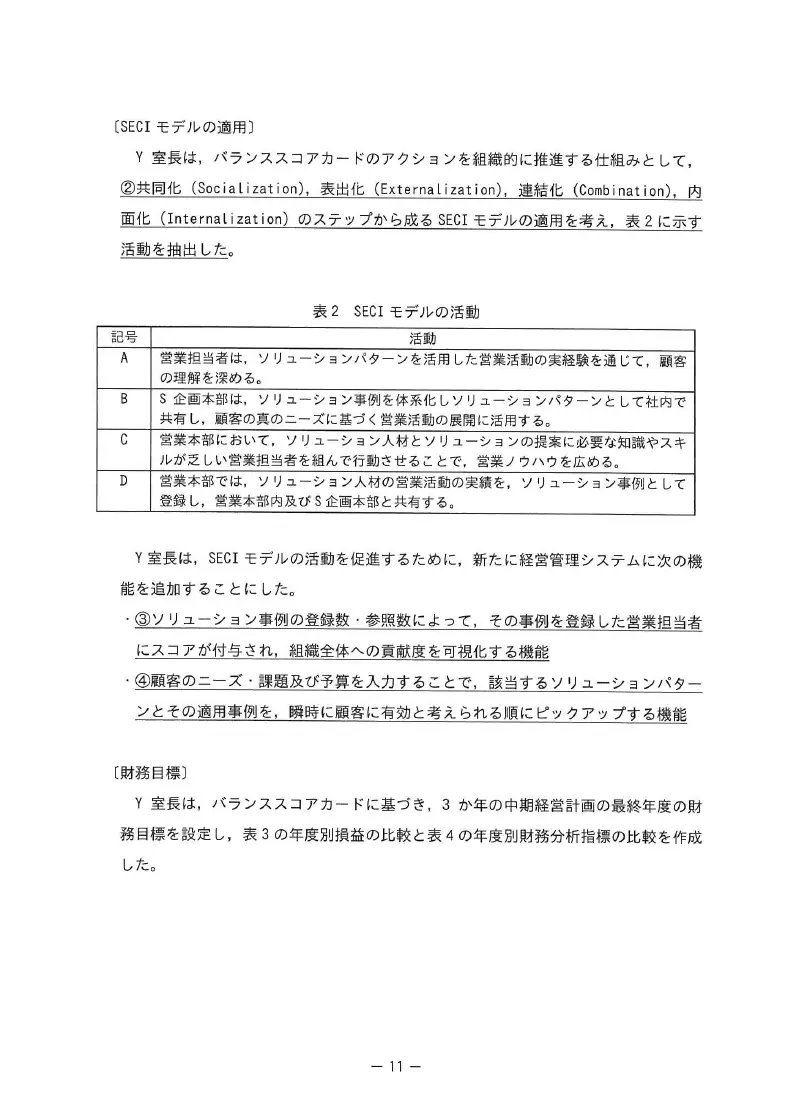 〔SECI モデルの適用〕
Y 室長は，バランススコアカードのアクションを組織的に推進する仕組みとして，
②共同化（Socialization），表出化（Externalization），連結化（Combination），内
面化（Internalization）のステップから成る SECI モデルの適用を考え，表 2 に示す
活動を抽出した。
表 2　SECI モデルの活動
記号　活動
A　営業担当者は，ソリューションパターンを活用した営業活動の実経験を通じて，顧客
の理解を深める。
B　S 企画本部は，ソリューション事例を体系化しソリューションパターンとして社内で
共有し，顧客の真のニーズに基づく営業活動の展開に活用する。
C　営業本部において，ソリューション人材とソリューションの提案に必要な知識やスキ
ルが乏しい営業担当者を組んで行動させることで，営業ノウハウを広める。
D　営業本部では，ソリューション人材の営業活動の実績を，ソリューション事例として
登録し，営業本部内及び S 企画本部と共有する。
Y 室長は，SECI モデルの活動を促進するために，新たに経営管理システムに次の機
能を追加することにした。
・③ソリューション事例の登録数・参照数によって，その事例を登録した営業担当者
にスコアが付与され，組織全体への貢献度を可視化する機能
・④顧客のニーズ・課題及び予算を入力することで，該当するソリューションパター
ンとその適用事例を，瞬時に顧客に有効と考えられる順にピックアップする機能
〔財務目標〕
Y 室長は，バランススコアカードに基づき，3 か年の中期経営計画の最終年度の財
務目標を設定し，表 3 の年度別損益の比較と表 4 の年度別財務分析指標の比較を作成
した。
－ 11 －